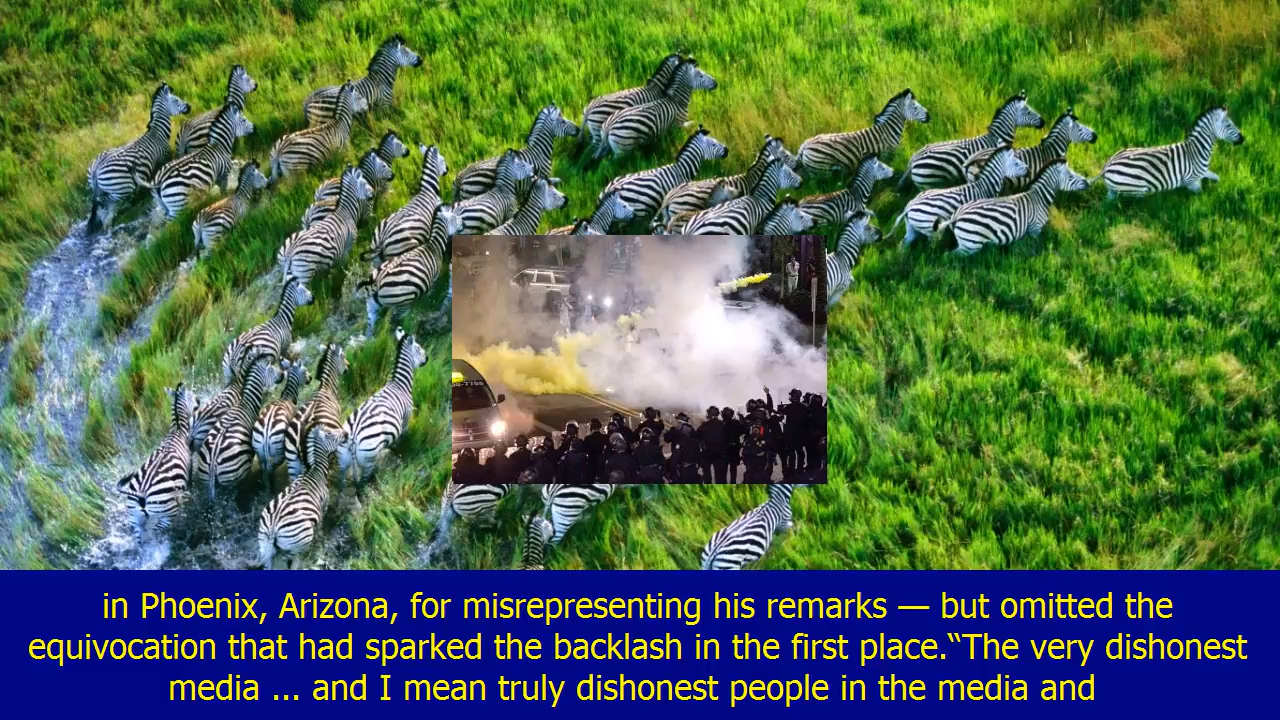 in Phoenix, Arizona, for misrepresenting his remarks — but omitted the
equivocation that had sparked the backlash in the first place.“The very dishonest
media ... and I mean truly dishonest people in the media and